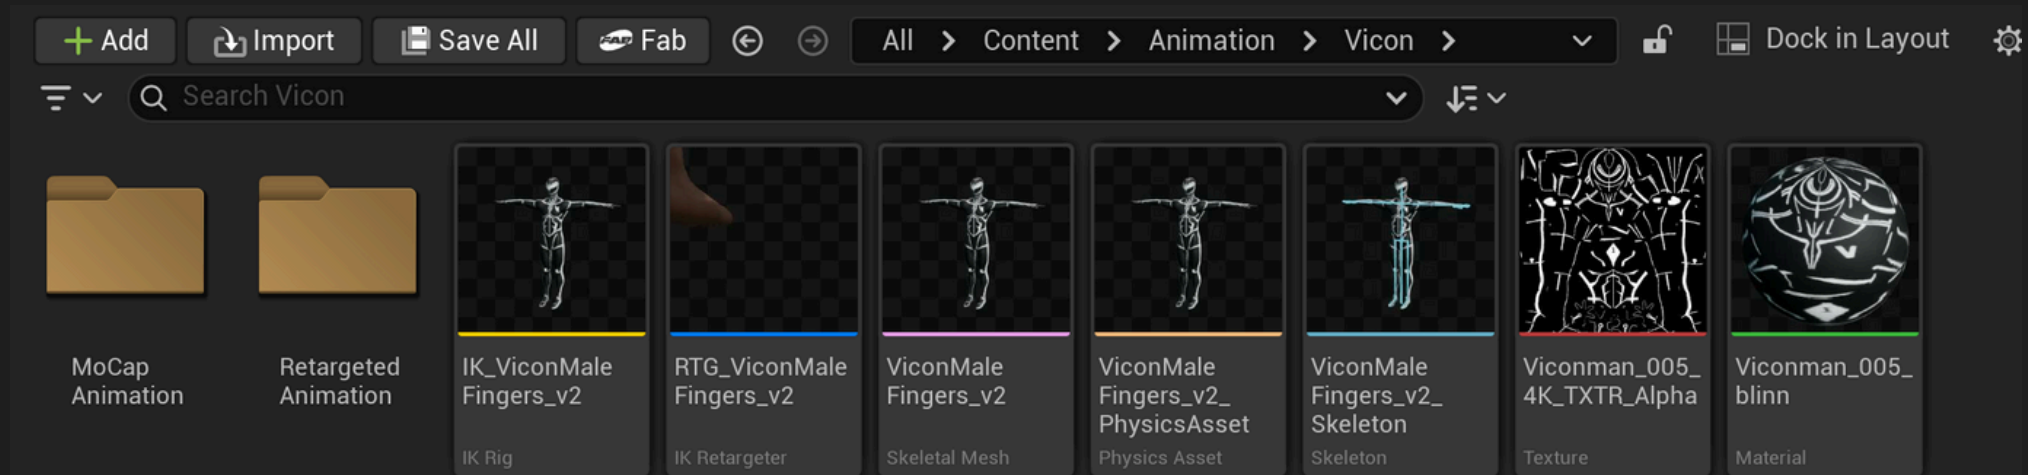 Add Import Save All Fab All > Content > Animation > Vicon > Dock in Layout
Search Vicon
MoCap
Animation
Retargeted
Animation
IK_ViconMale
Fingers_v2
IK Rig
RTG_ViconMale
Fingers_v2
IK Retargeter
ViconMale
Fingers_v2
Skeletal Mesh
ViconMale
Fingers_v2_
PhysicsAsset
Physics Asset
ViconMale
Fingers_v2_
Skeleton
Skeleton
Viconman_005_
4K_TXTR_Alpha
Texture
Viconman_005_
blinn
Material